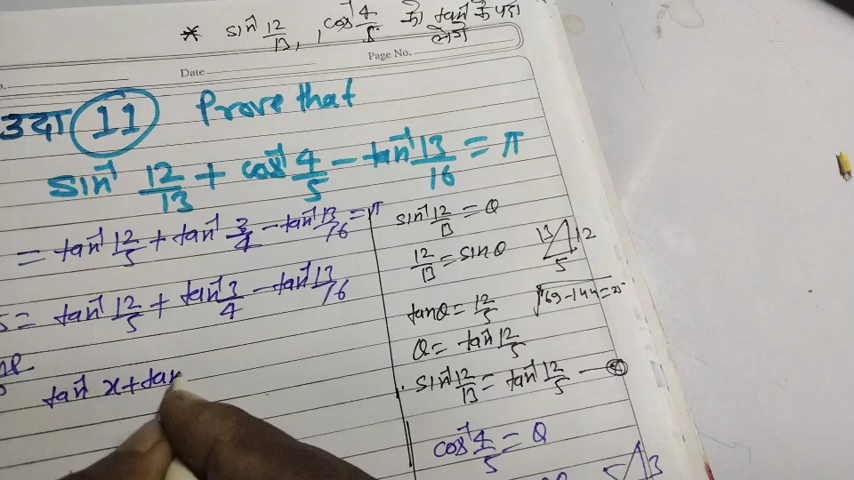 * sin⁻¹ 12/13, cos⁻¹ 4/5 को tan⁻¹ के
Date
Page No.
उदा 11 Prove that
sin⁻¹ 12/13 + cos⁻¹ 4/5 - tan⁻¹ 13/16 = π
= tan⁻¹ 12/5 + tan⁻¹ 3/4 - tan⁻¹ 13/16 = π
= tan⁻¹ 12/5 + tan⁻¹ 3/4 - tan⁻¹ 13/16
tan⁻¹ x + tan
sin⁻¹ 12/13 = θ
12/13 = sinθ
13 12
5
tanθ = 12/5
√169-144 = 25
θ = tan⁻¹ 12/5
sin⁻¹ 12/13 = tan⁻¹ 12/5
cos⁻¹ 4/5 = θ
5 3